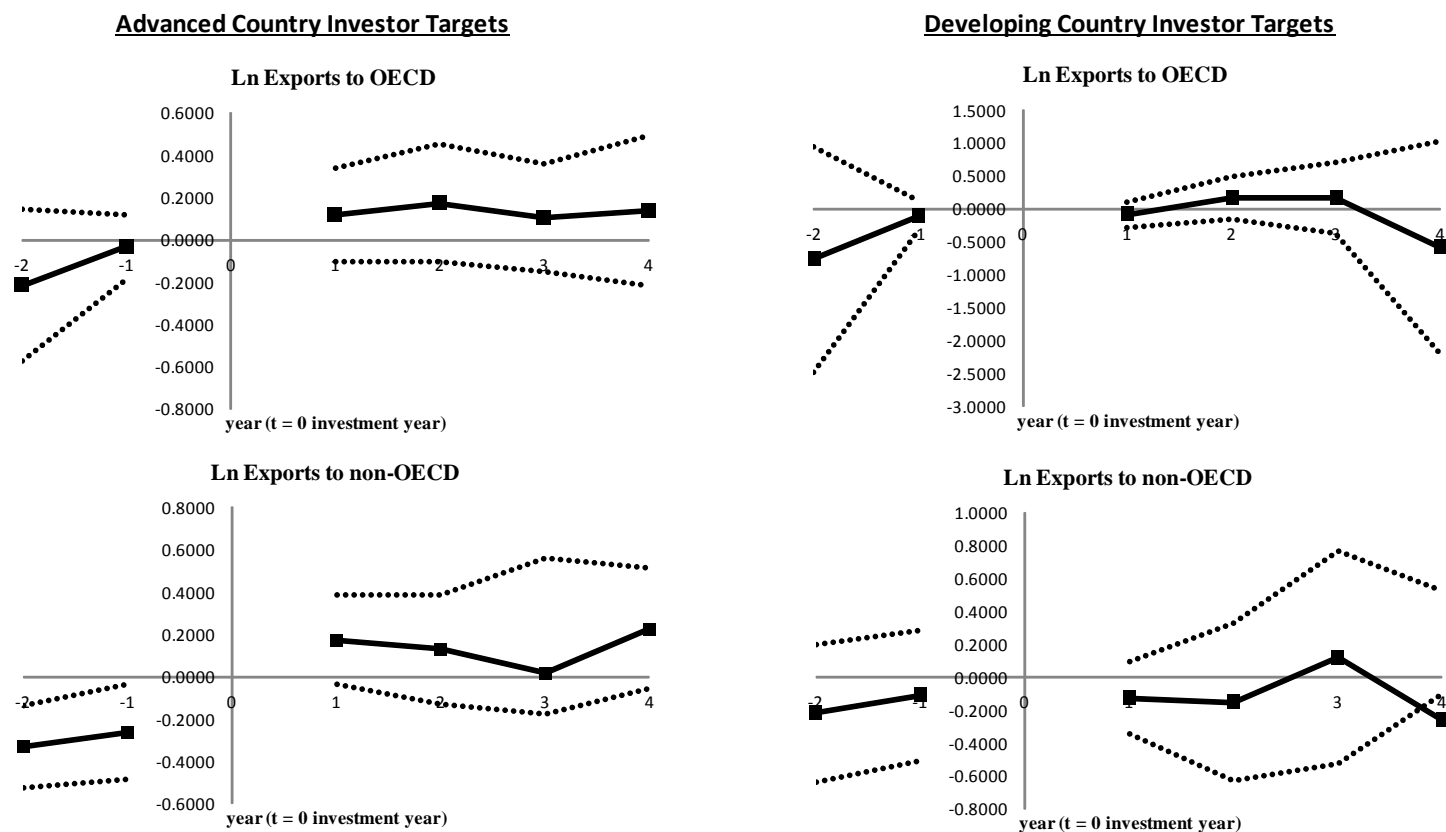 Advanced Country Investor Targets
Ln Exports to OECD
0.6000
0.4000
0.2000
0.0000
-0.2000
-0.4000
-0.6000
-0.8000
-2 -1 0 1 2 3 4
year (t = 0 investment year)
Ln Exports to non-OECD
0.8000
0.6000
0.4000
0.2000
0.0000
-0.2000
-0.4000
-0.6000
-2 -1 0 1 2 3 4
year (t = 0 investment year)
Developing Country Investor Targets
Ln Exports to OECD
1.5000
1.0000
0.5000
0.0000
-0.5000
-1.0000
-1.5000
-2.0000
-2.5000
-3.0000
-2 -1 0 1 2 3 4
year (t = 0 investment year)
Ln Exports to non-OECD
1.0000
0.8000
0.6000
0.4000
0.2000
0.0000
-0.2000
-0.4000
-0.6000
-0.8000
-2 -1 0 1 2 3 4
year (t = 0 investment year)